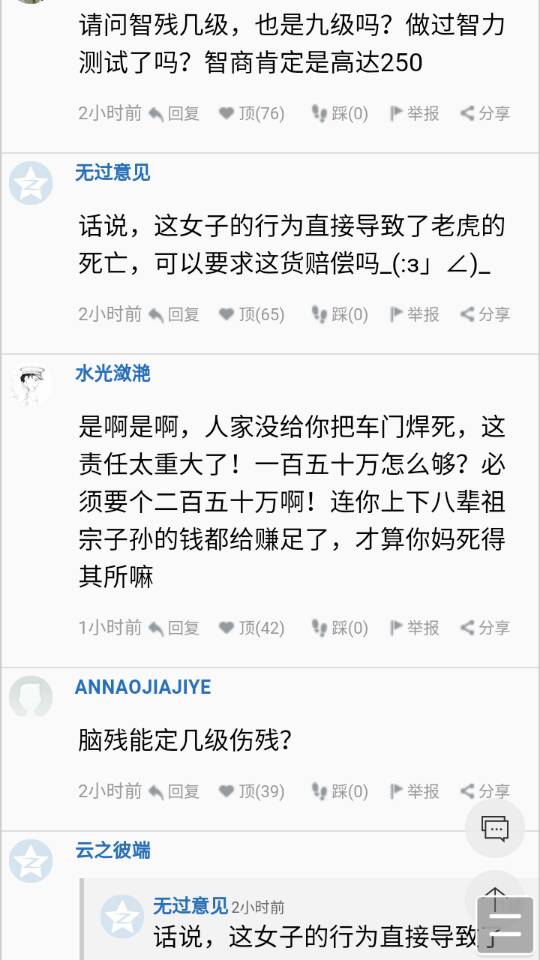 请问智残几级，也是九级吗？做过智力
测试了吗？智商肯定是高达250
2小时前 回复 顶(76) 踩(0) 举报 分享
无过意见
话说，这女子的行为直接导致了老虎的
死亡，可以要求这货赔偿吗_(:з」∠)_
2小时前 回复 顶(65) 踩(0) 举报 分享
水光潋滟
是啊是啊，人家没给你把车门焊死，这
责任太重大了！一百五十万怎么够？必
须要个二百五十万啊！连你上下八辈祖
宗子孙的钱都给赚足了，才算你妈死得
其所嘛
1小时前 回复 顶(42) 踩(0) 举报 分享
ANNAOJIAJIYE
脑残能定几级伤残？
2小时前 回复 顶(39) 踩(0) 举报 分享
云之彼端
无过意见 2小时前
话说，这女子的行为直接导致了